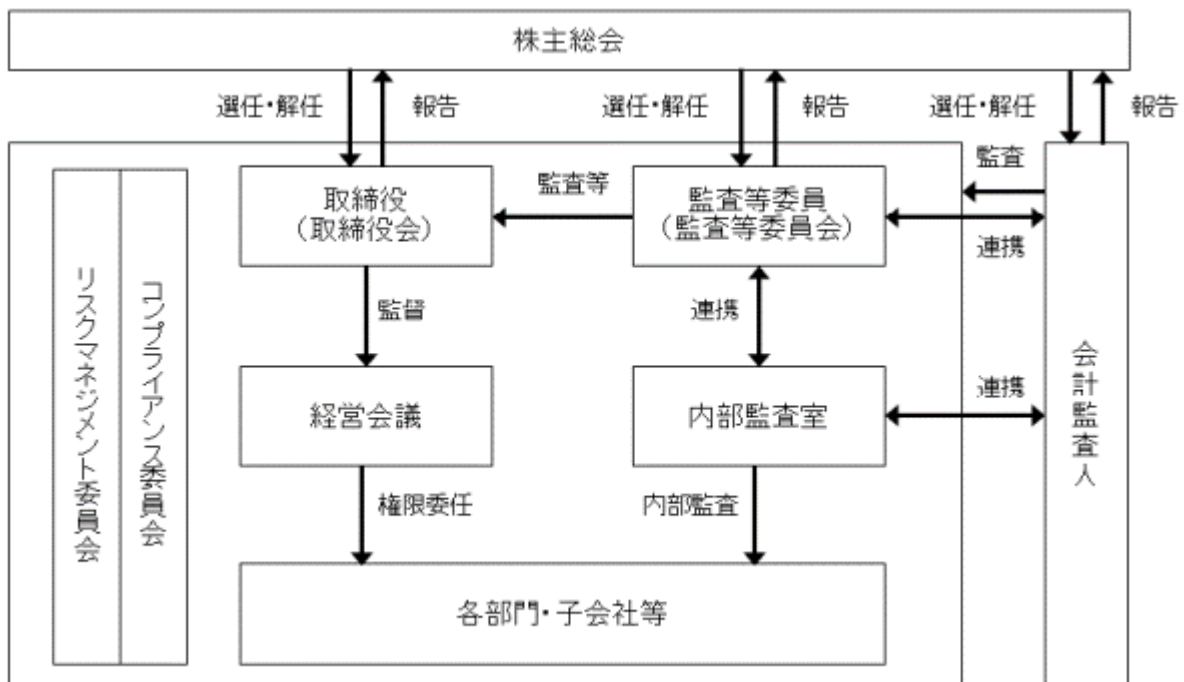 株主総会
選任・解任
報告
選任・解任
報告
選任・解任
報告
監査
取締役
(取締役会)
監査等
監査等委員
(監査等委員会)
連携
監督
連携
リスクマネジメント委員会
コンプライアンス委員会
経営会議
内部監査室
連携
会計監査人
権限委任
内部監査
各部門・子会社等